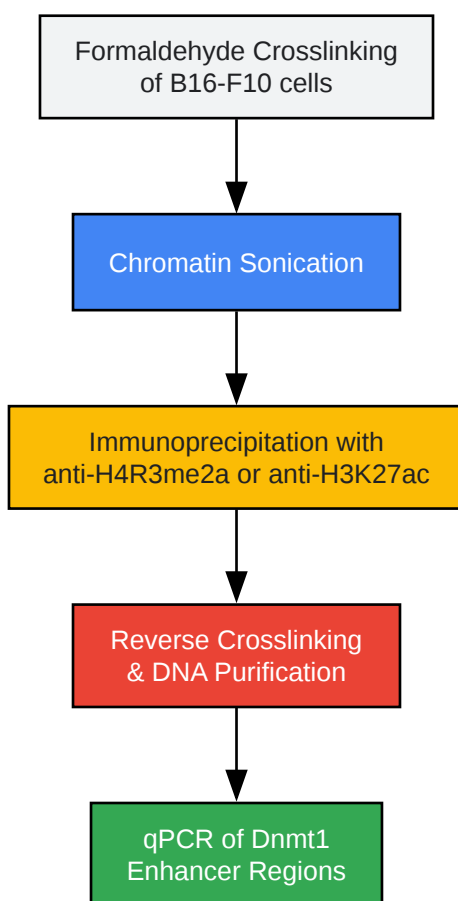 Formaldehyde Crosslinking
of B16-F10 cells
Chromatin Sonication
Immunoprecipitation with
anti-H4R3me2a or anti-H3K27ac
Reverse Crosslinking
& DNA Purification
qPCR of Dnmt1
Enhancer Regions